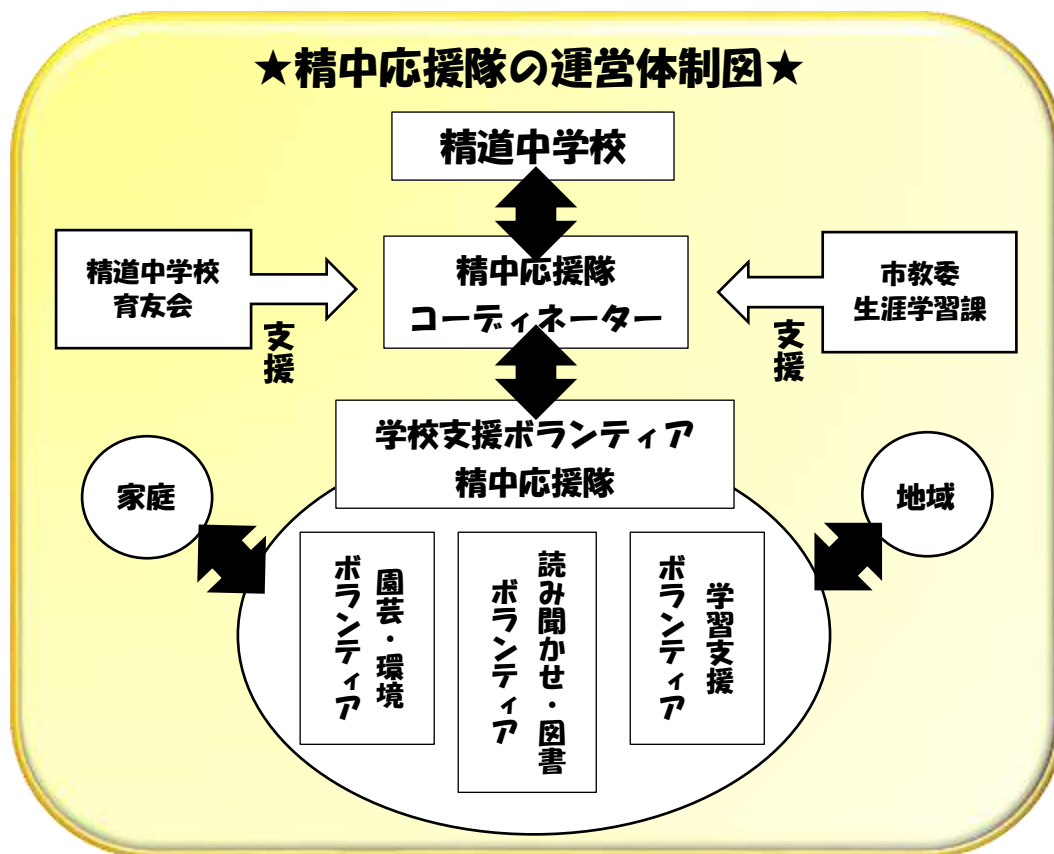 ★精中応援隊の運営体制図★
精道中学校
精道中学校
育友会
支援
精中応援隊
コーディネーター
市教委
生涯学習課
支援
学校支援ボランティア
精中応援隊
家庭
地域
園芸・環境
ボランティア
読み聞かせ・図書
ボランティア
学習支援
ボランティア